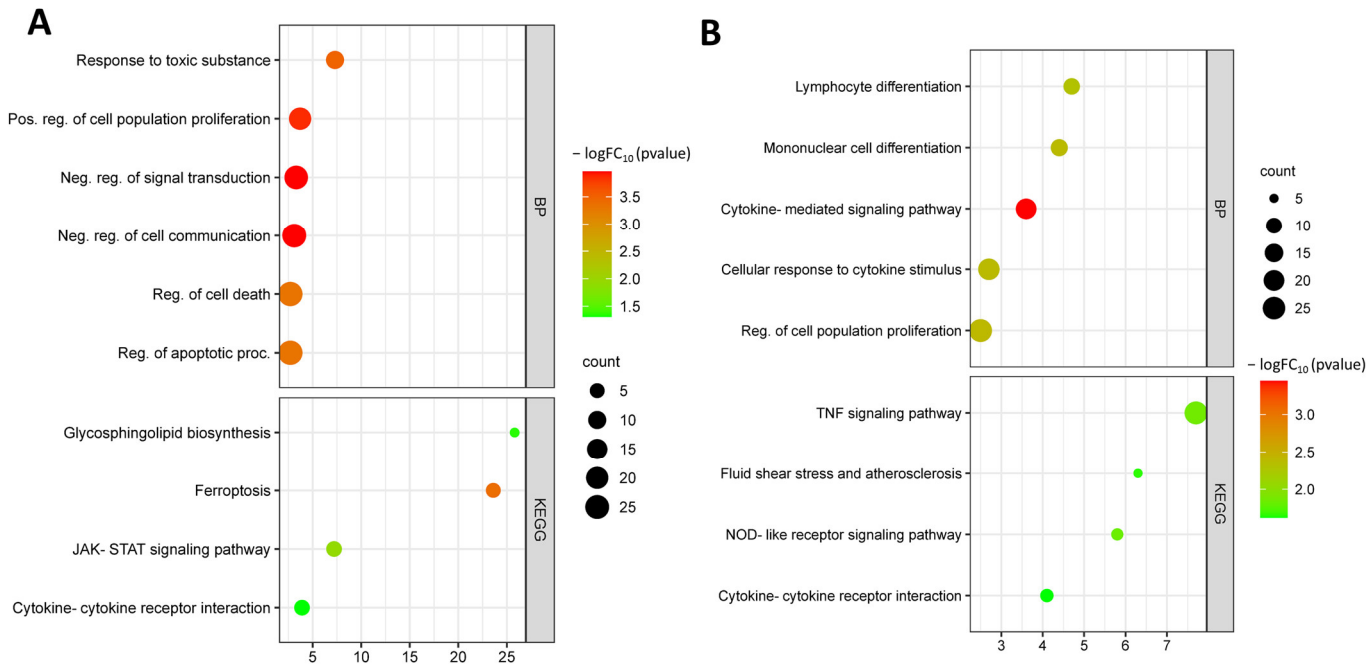 A
Response to toxic substance
Pos. reg. of cell population proliferation
Neg. reg. of signal transduction
Neg. reg. of cell communication
Reg. of cell death
Reg. of apoptotic proc.
BP
Glycosphingolipid biosynthesis
Ferroptosis
JAK- STAT signaling pathway
Cytokine- cytokine receptor interaction
KEGG
5 10 15 20 25
− logFC₁₀ (pvalue)
3.5
3.0
2.5
2.0
1.5
count
5
10
15
20
25
B
Lymphocyte differentiation
Mononuclear cell differentiation
Cytokine- mediated signaling pathway
Cellular response to cytokine stimulus
Reg. of cell population proliferation
BP
TNF signaling pathway
Fluid shear stress and atherosclerosis
NOD- like receptor signaling pathway
Cytokine- cytokine receptor interaction
KEGG
3 4 5 6 7
count
5
10
15
20
25
− logFC₁₀ (pvalue)
3.0
2.0